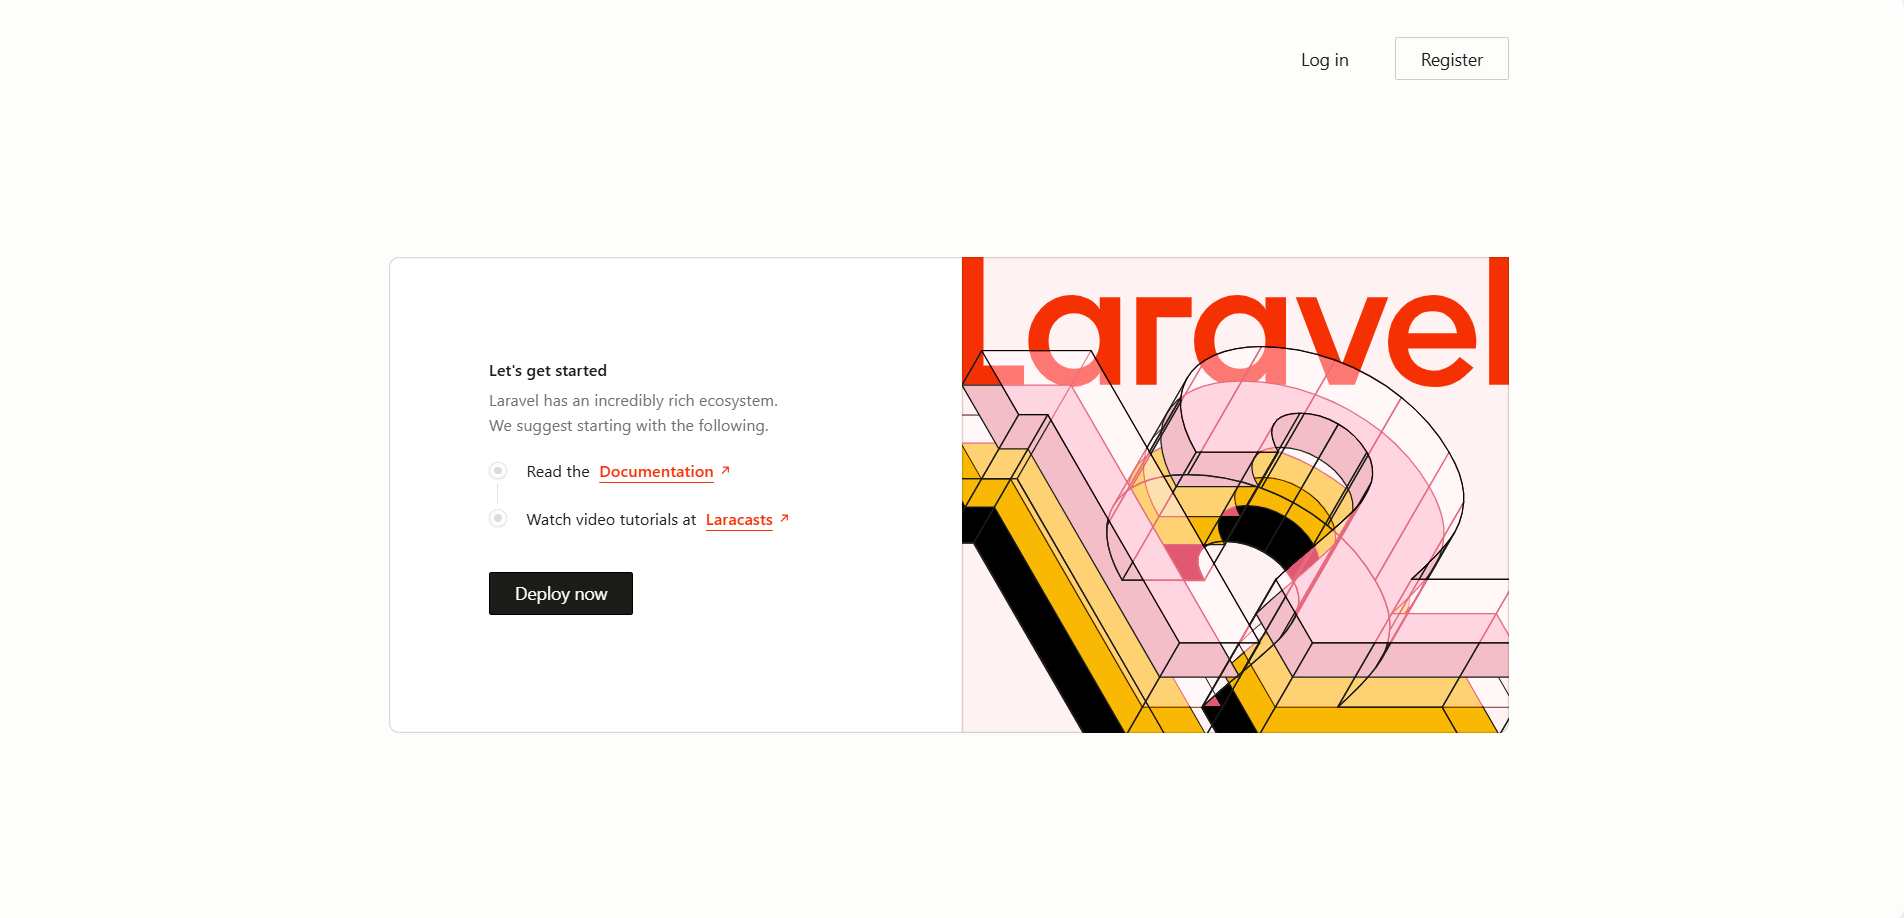 Log in
Register
Let's get started
Laravel has an incredibly rich ecosystem.
We suggest starting with the following.
Read the Documentation
Watch video tutorials at Laracasts
Deploy now
Laravel